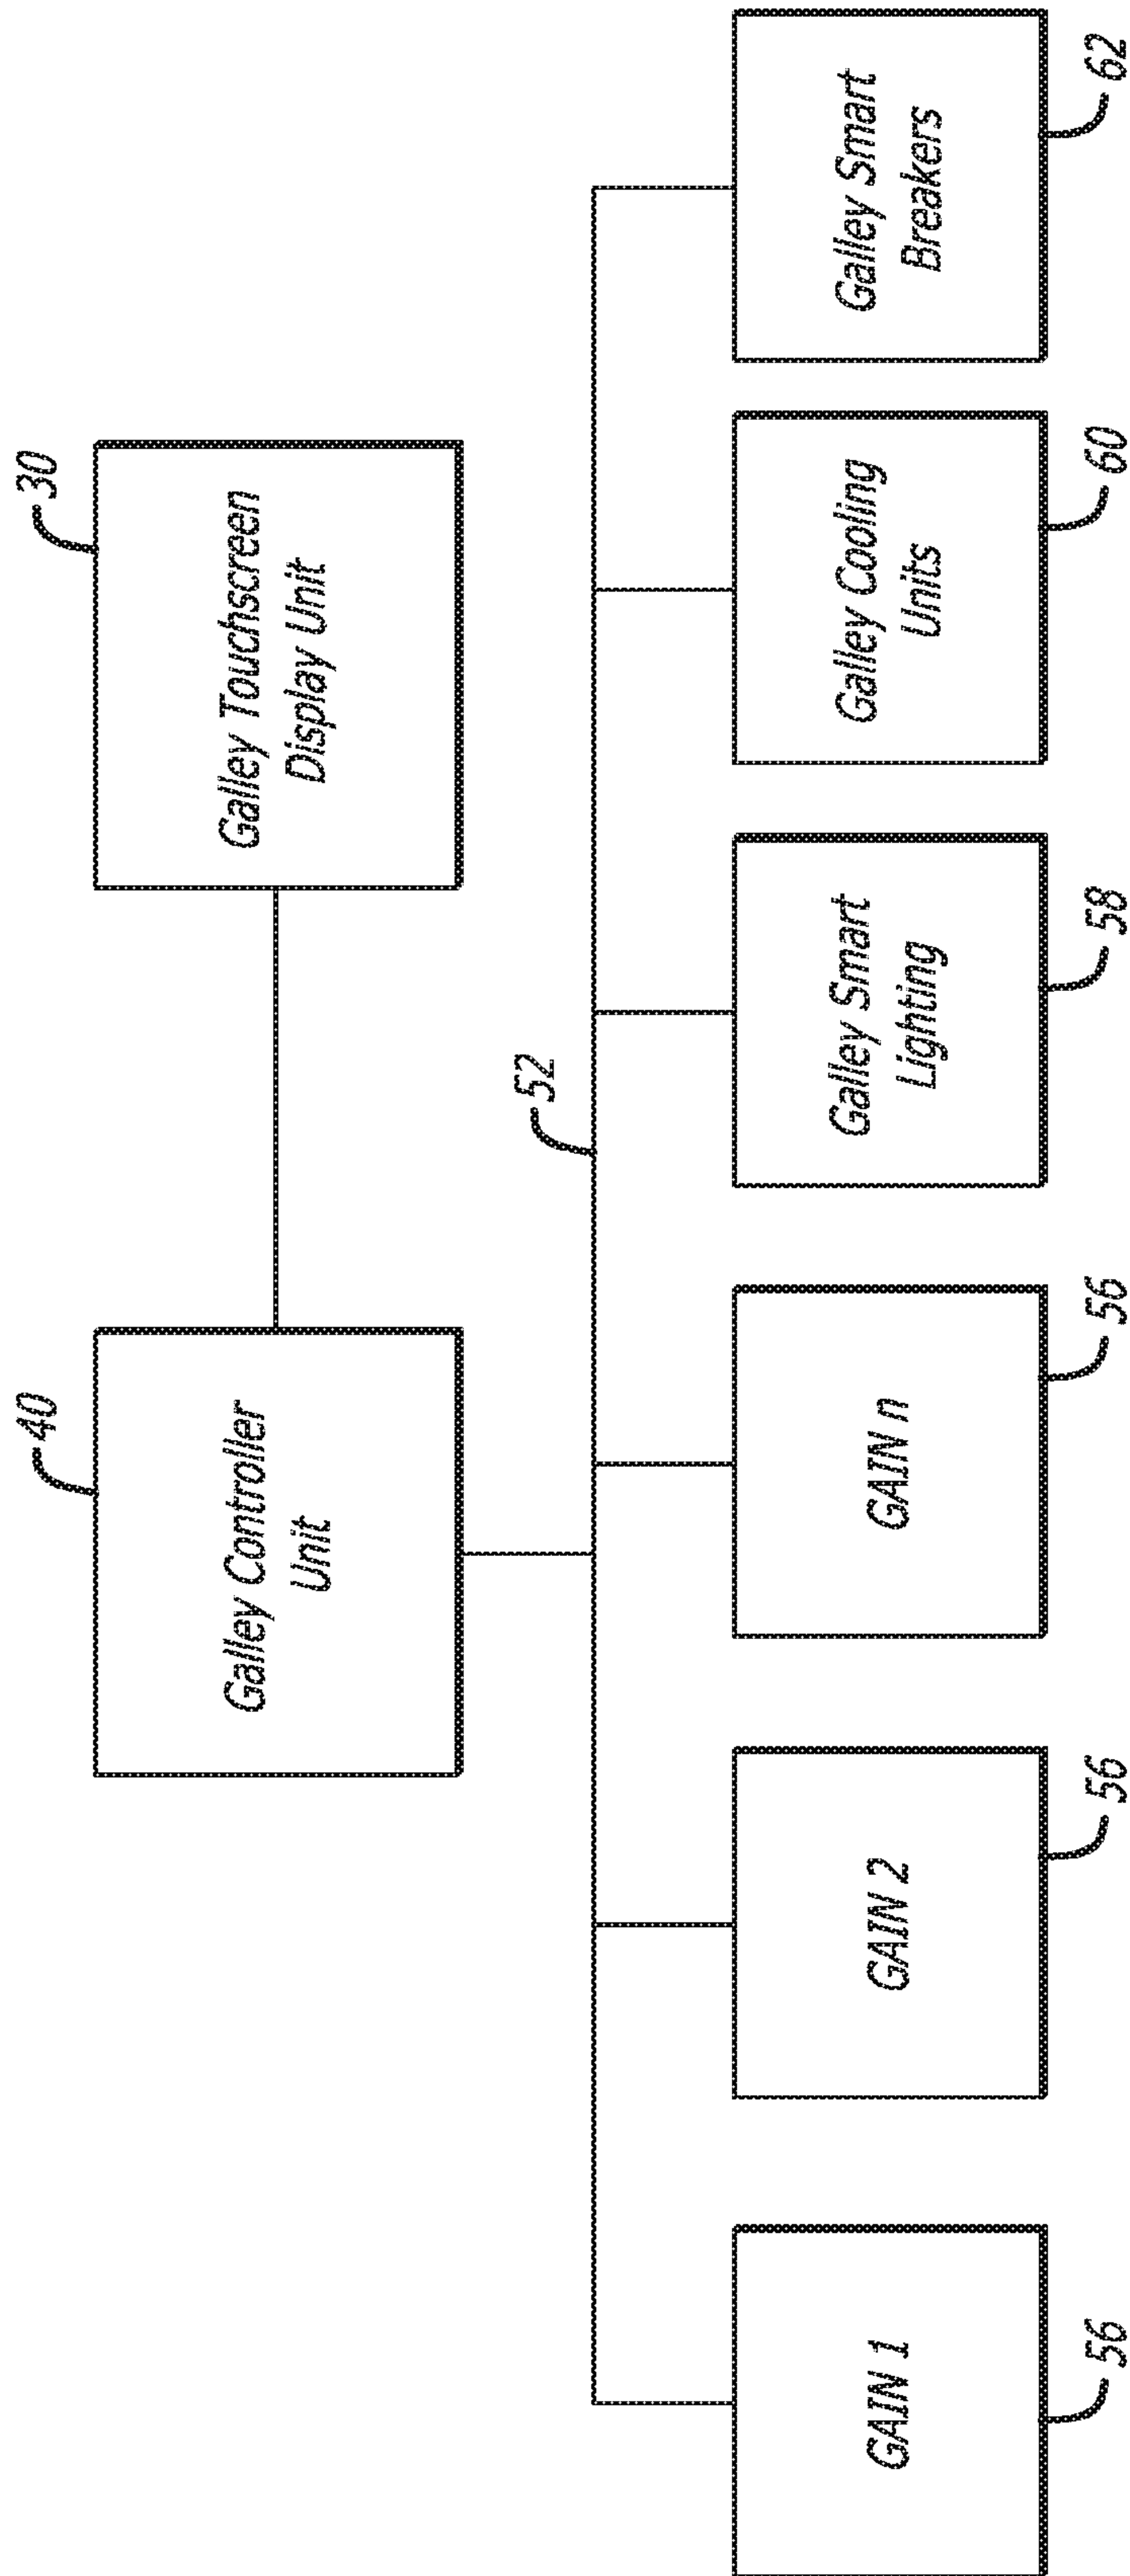 40
30
Galley Controller
Unit
Galley Touchscreen
Display Unit
52
GAIN 1
GAIN 2
GAIN n
Galley Smart
Lighting
Galley Cooling
Units
Galley Smart
Breakers
56
56
56
58
60
62